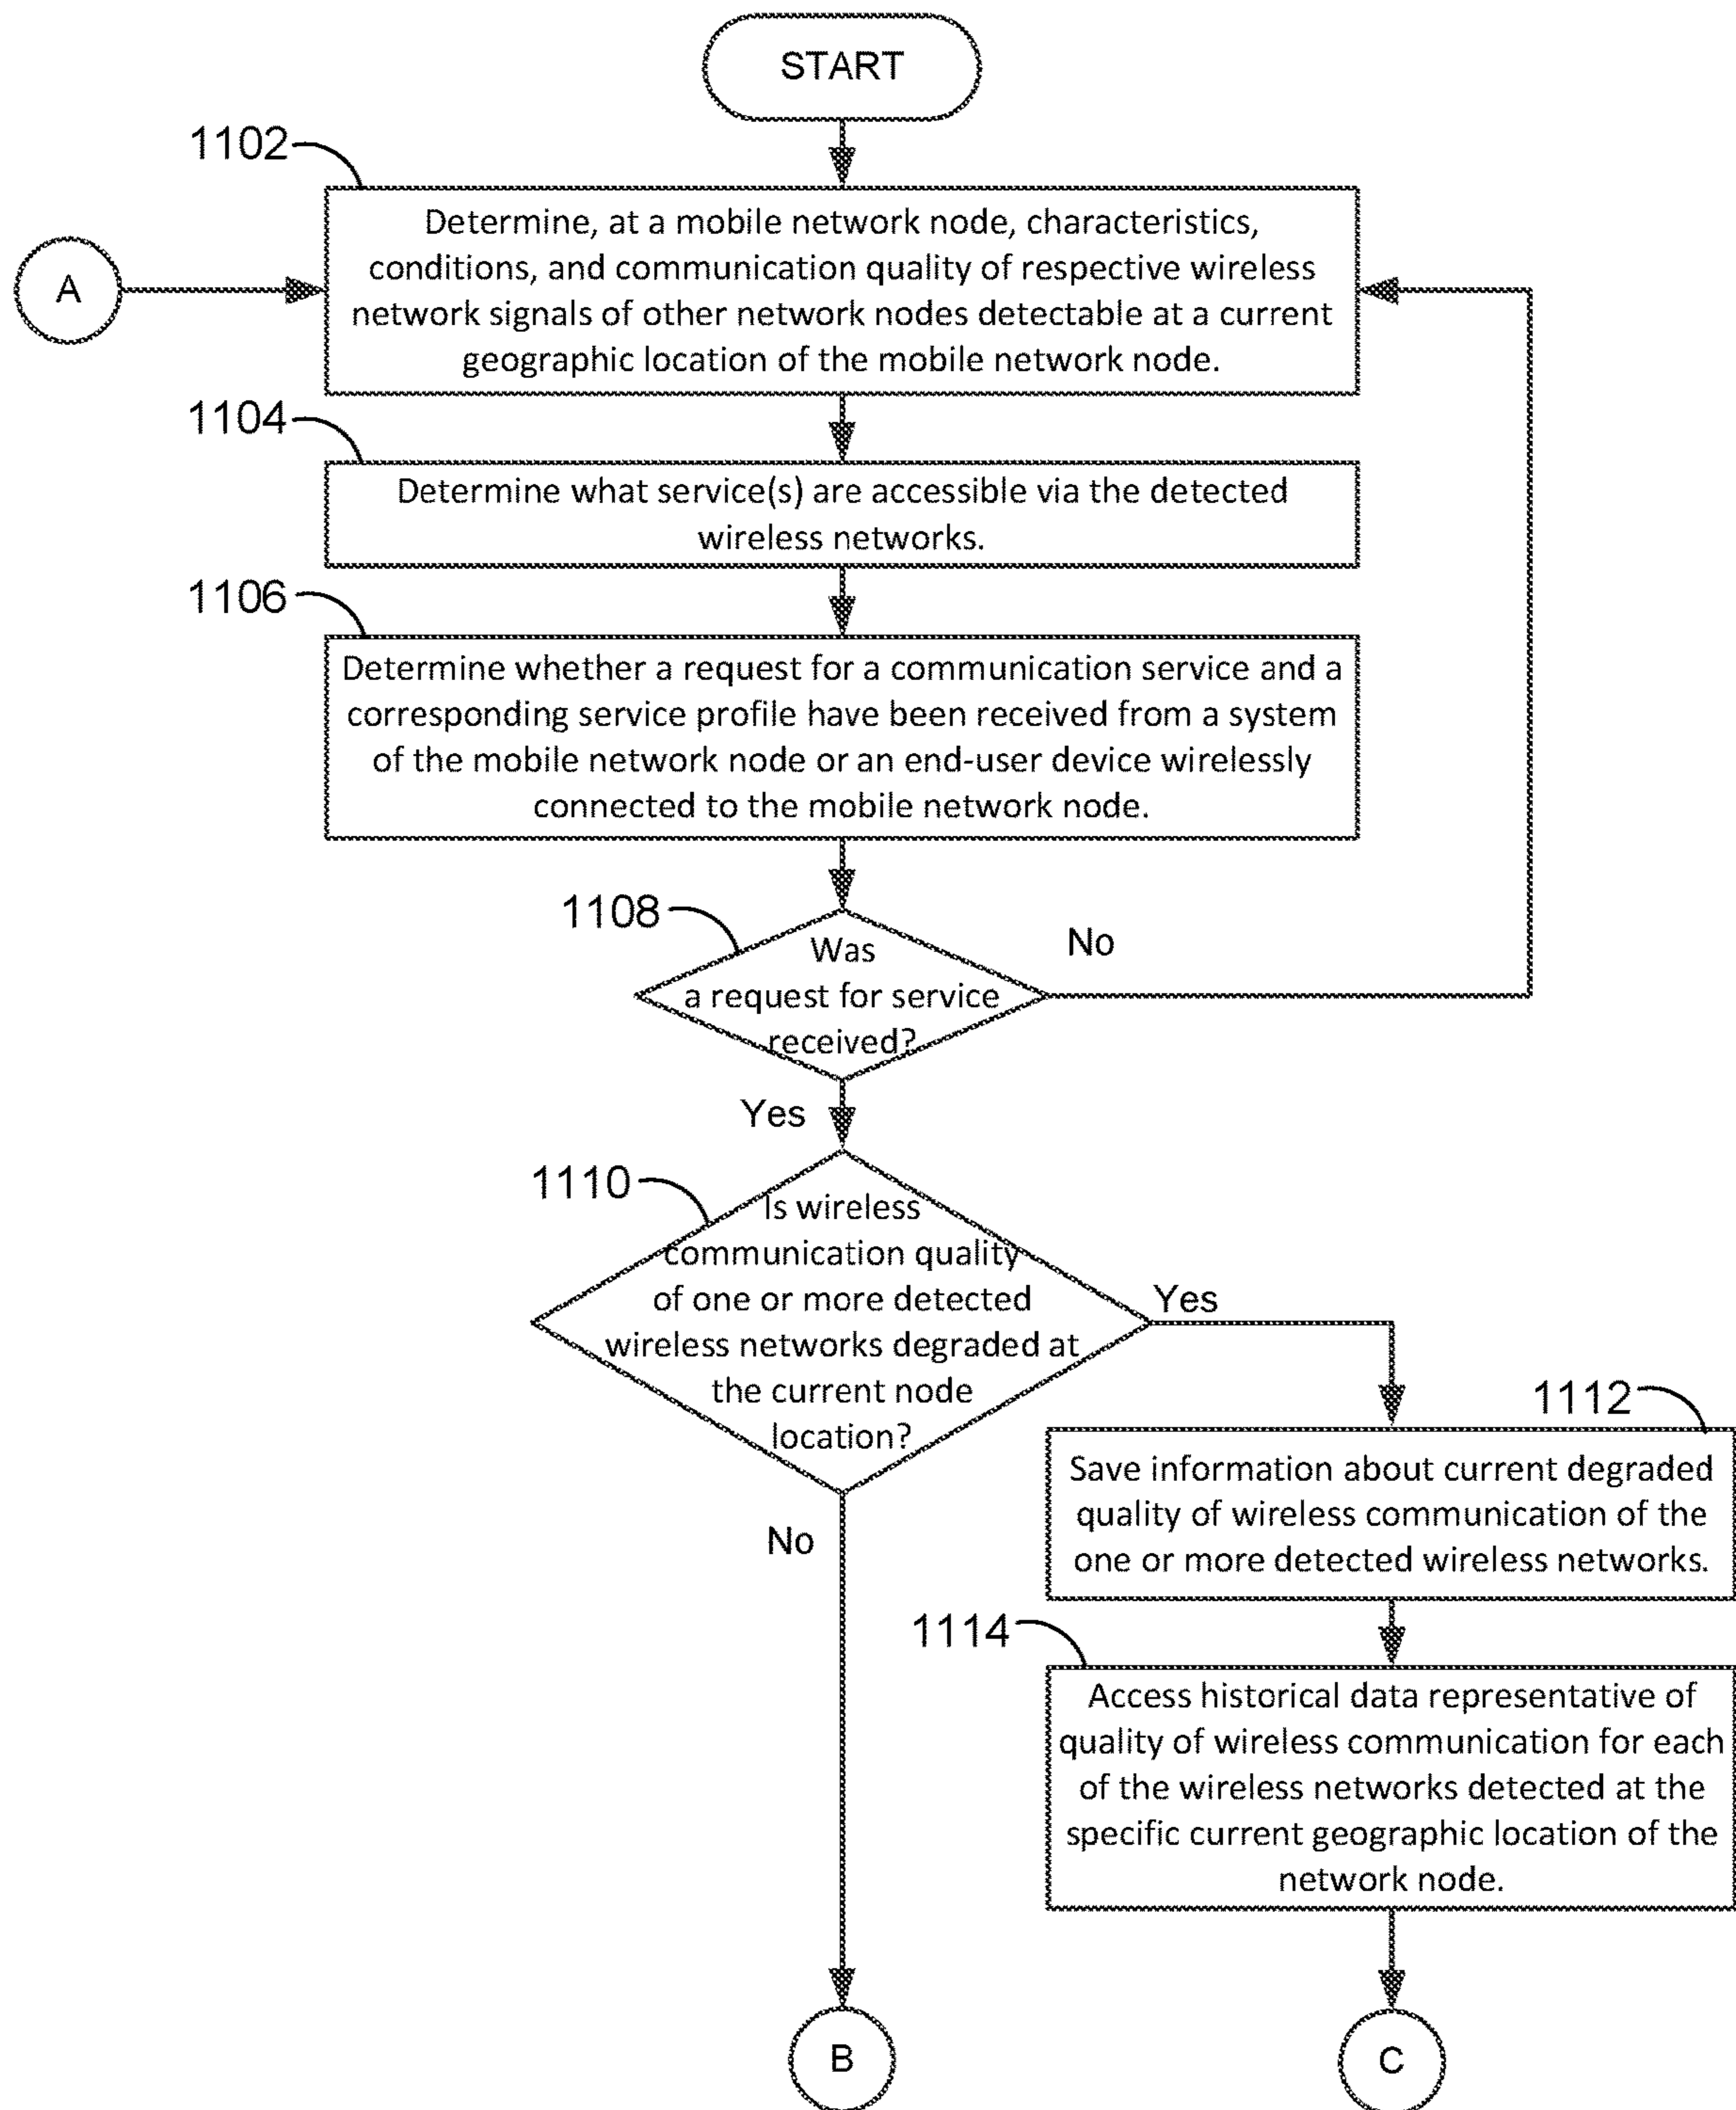 START
1102
Determine, at a mobile network node, characteristics,
conditions, and communication quality of respective wireless
network signals of other network nodes detectable at a current
geographic location of the mobile network node.
A
1104
Determine what service(s) are accessible via the detected
wireless networks.
1106
Determine whether a request for a communication service and a
corresponding service profile have been received from a system
of the mobile network node or an end-user device wirelessly
connected to the mobile network node.
1108
Was
a request for service
received?
No
Yes
1110
Is wireless
communication quality
of one or more detected
wireless networks degraded at
the current node
location?
Yes
No
1112
Save information about current degraded
quality of wireless communication of the
one or more detected wireless networks.
1114
Access historical data representative of
quality of wireless communication for each
of the wireless networks detected at the
specific current geographic location of the
network node.
B
C